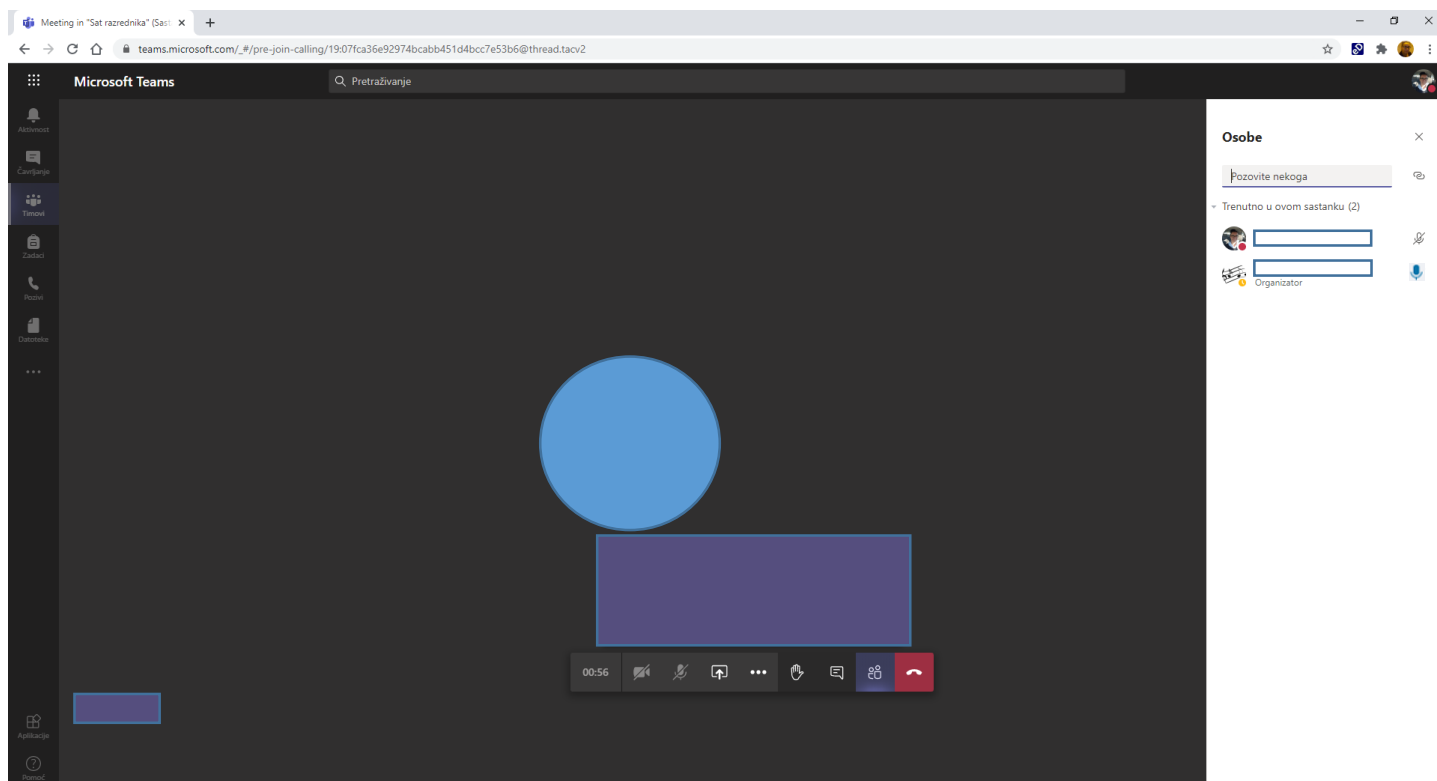 Meeting in "Sat razrednika" (Sast
teams.microsoft.com/_#/pre-join-calling/19:07fca36e92974bcabb451d4bcc7e53b6@thread.tacv2
Microsoft Teams
Pretraživanje
Aktivnost
Čavrljanje
Timovi
Zadaci
Pozivi
Datoteke
Aplikacije
Pomoć
00:56
Osobe
Pozovite nekoga
Trenutno u ovom sastanku (2)
Organizator